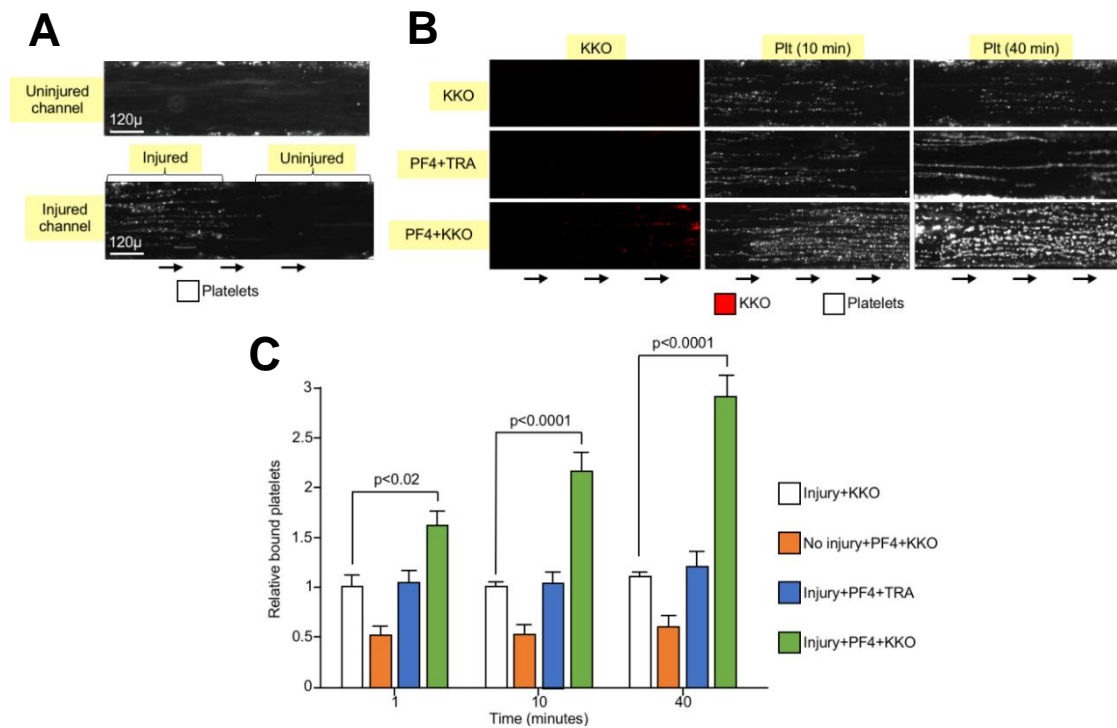 A
Uninjured
channel
120µ
Injured
Uninjured
Injured
channel
120µ
Platelets
B
KKO
Plt (10 min)
Plt (40 min)
KKO
PF4+TRA
PF4+KKO
KKO
Platelets
C
p<0.0001
p<0.0001
p<0.02
Relative bound platelets
3
2.5
2
1.5
1
0.5
0
1
10
40
Time (minutes)
Injury+KKO
No injury+PF4+KKO
Injury+PF4+TRA
Injury+PF4+KKO